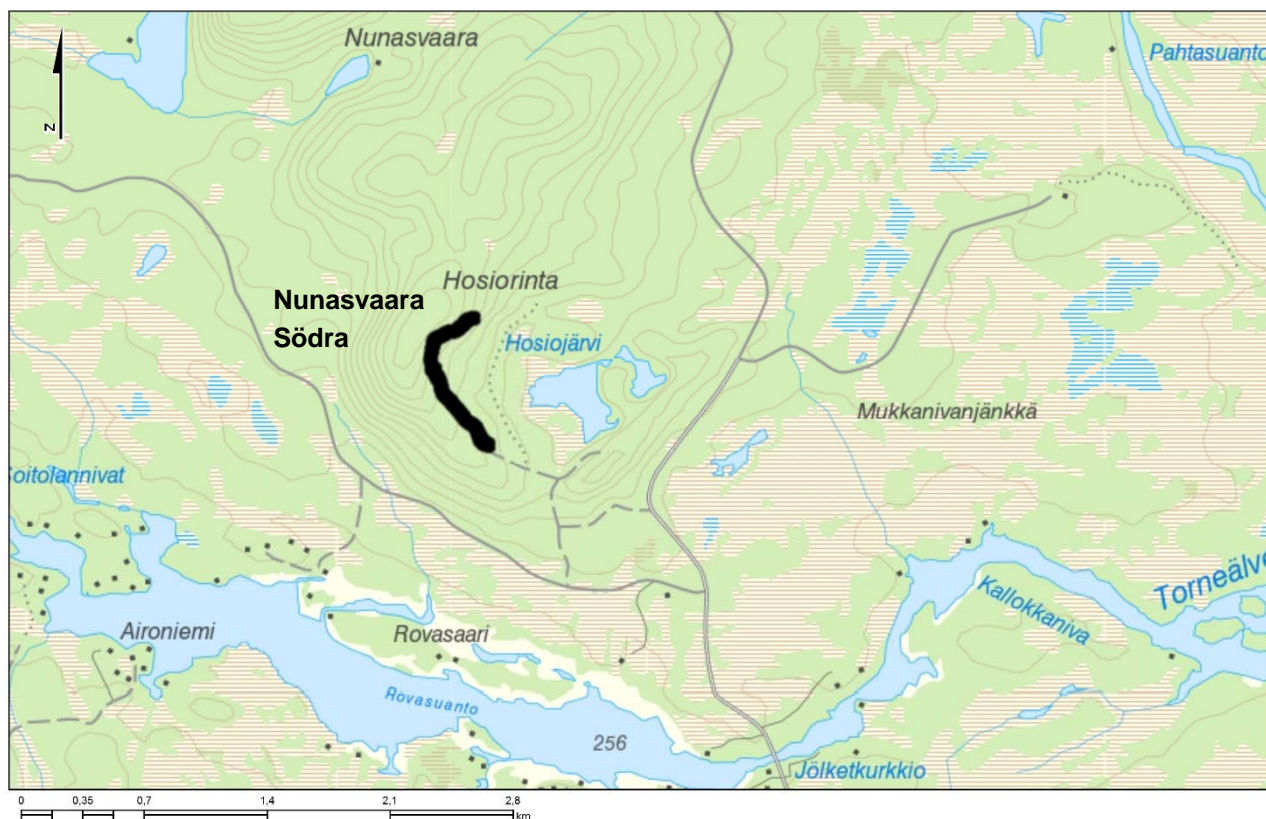 Nunasvaara
Pahtasuanto
N
Hosiorinta
Nunasvaara
Södra
Hosiojärvi
Mukkanivanjänkkä
oitolannivat
Torneälve
Kallokkaniva
Aironiemi
Rovasaari
Rovasuanto
256
Jölketkurkkio
0 0,35 0,7 1,4 2,1 2,8
km